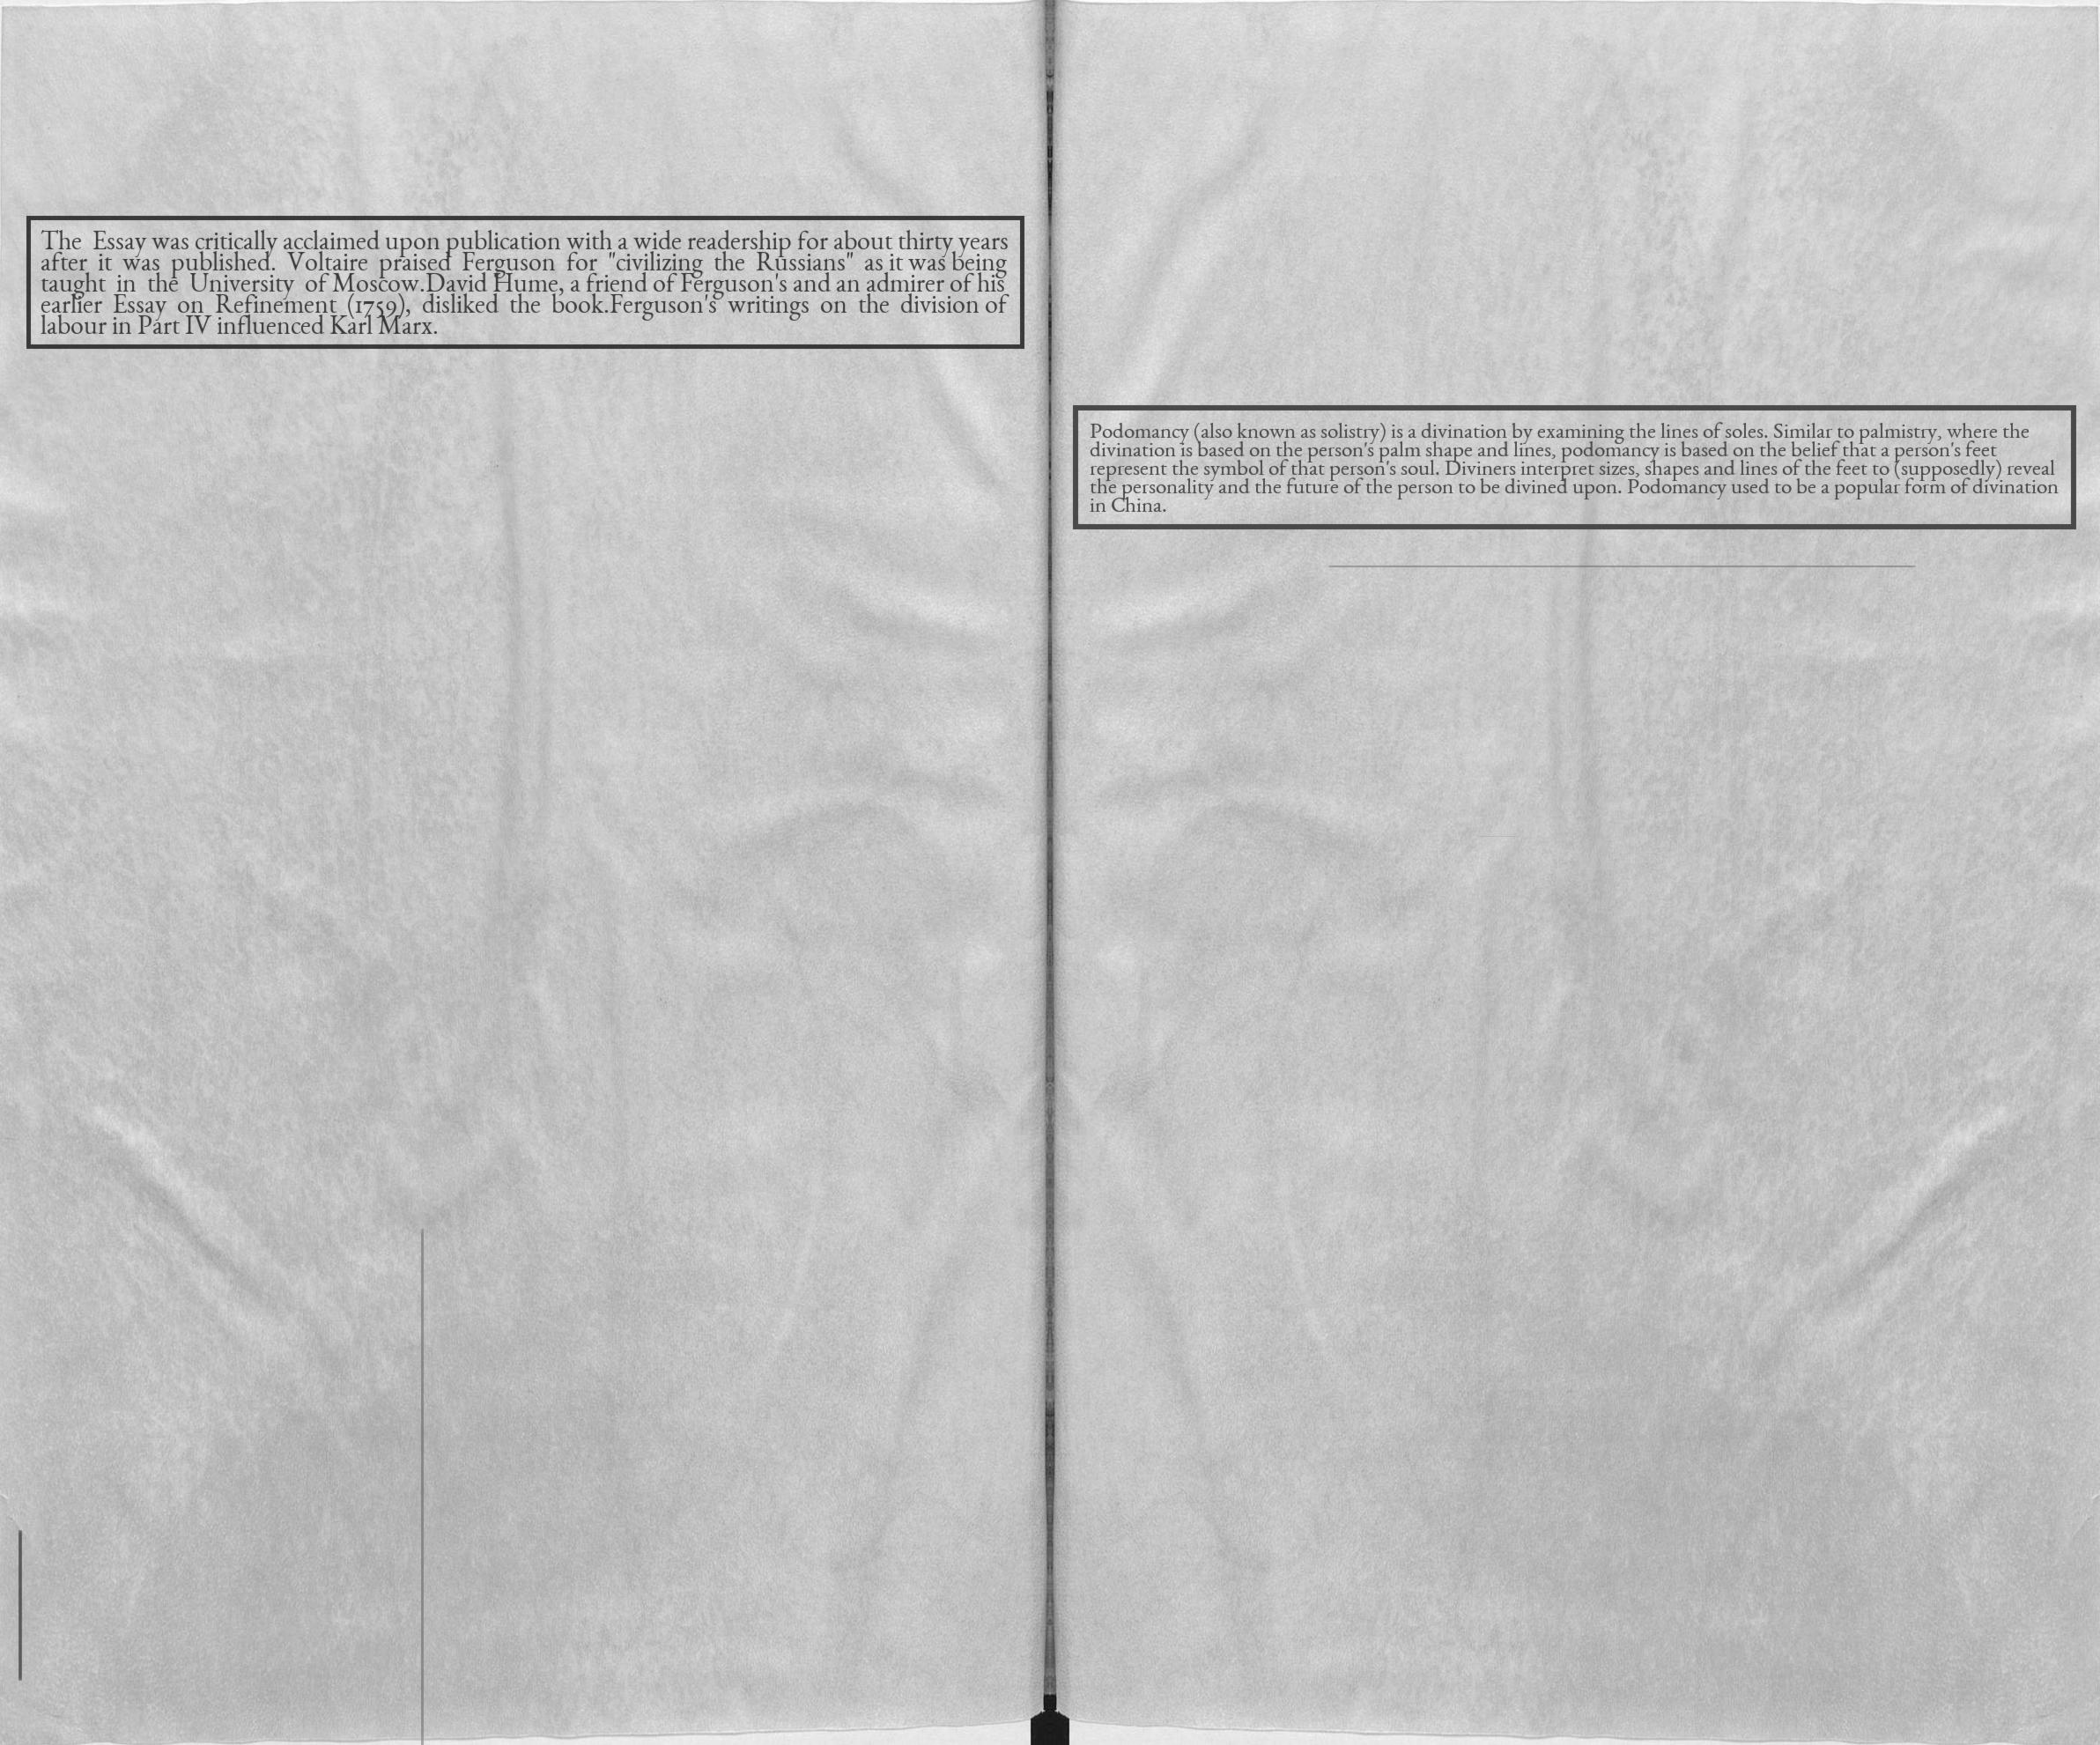 The Essay was critically acclaimed upon publication with a wide readership for about thirty years
after it was published. Voltaire praised Ferguson for "civilizing the Russians" as it was being
taught in the University of Moscow.David Hume, a friend of Ferguson's and an admirer of his
earlier Essay on Refinement (1759), disliked the book.Ferguson's writings on the division of
labour in Part IV influenced Karl Marx.
Podomancy (also known as solistry) is a divination by examining the lines of soles. Similar to palmistry, where the
divination is based on the person's palm shape and lines, podomancy is based on the belief that a person's feet
represent the symbol of that person's soul. Diviners interpret sizes, shapes and lines of the feet to (supposedly) reveal
the personality and the future of the person to be divined upon. Podomancy used to be a popular form of divination
in China.